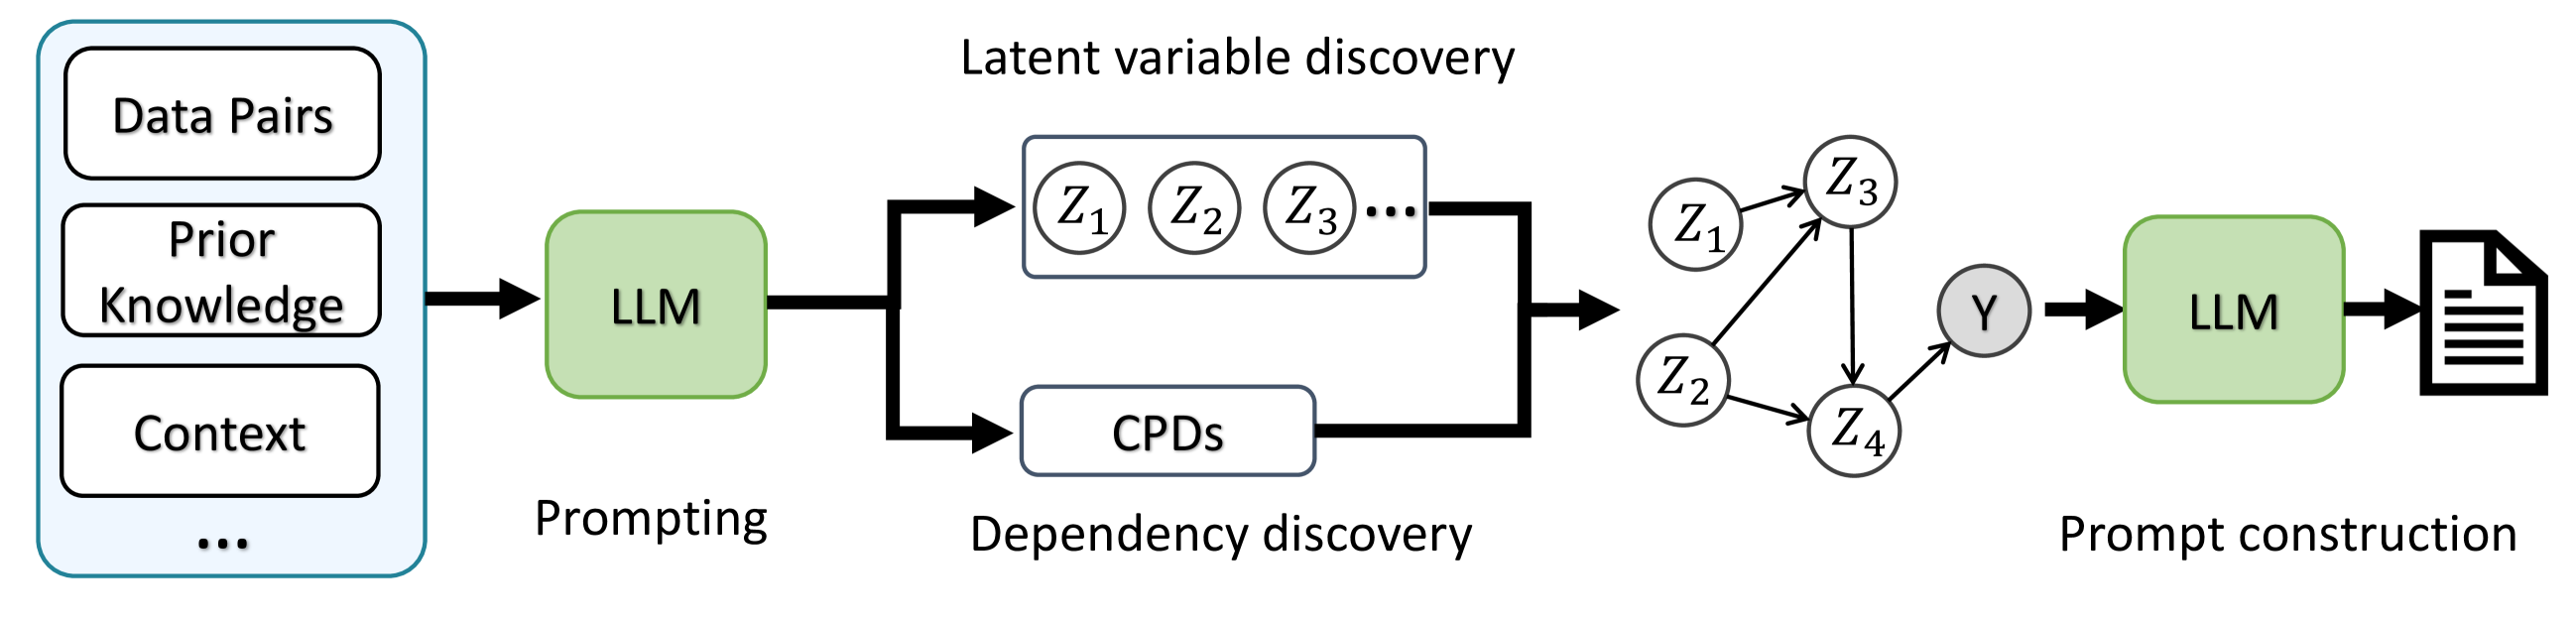 Data Pairs
Prior
Knowledge
Context
...
LLM
Prompting
Latent variable discovery
Z₁ Z₂ Z₃ ...
CPDs
Dependency discovery
Z₁
Z₃
Z₂
Z₄
Y
LLM
Prompt construction